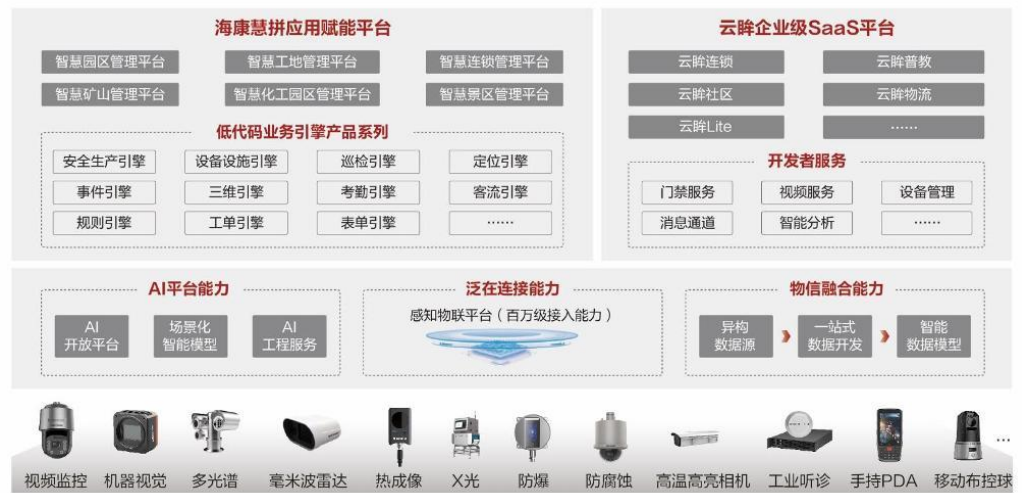 海康慧拼应用赋能平台
智慧园区管理平台 智慧工地管理平台 智慧连锁管理平台
智慧矿山管理平台 智慧化工园区管理平台 智慧景区管理平台
低代码业务引擎产品系列
安全生产引擎 设备设施引擎 巡检引擎 定位引擎
事件引擎 三维引擎 考勤引擎 客流引擎
规则引擎 工单引擎 表单引擎 ……
云眸企业级SaaS平台
云眸连锁 云眸普教
云眸社区 云眸物流
云眸Lite ……
开发者服务
门禁服务 视频服务 设备管理
消息通道 智能分析 ……
AI平台能力
AI
开放平台
场景化
智能模型
AI
工程服务
泛在连接能力
感知物联平台（百万级接入能力）
物信融合能力
异构
数据源
一站式
数据开发
智能
数据模型
视频监控 机器视觉 多光谱 毫米波雷达 热成像 X光 防爆 防腐蚀 高温高亮相机 工业听诊 手持PDA 移动布控球 …